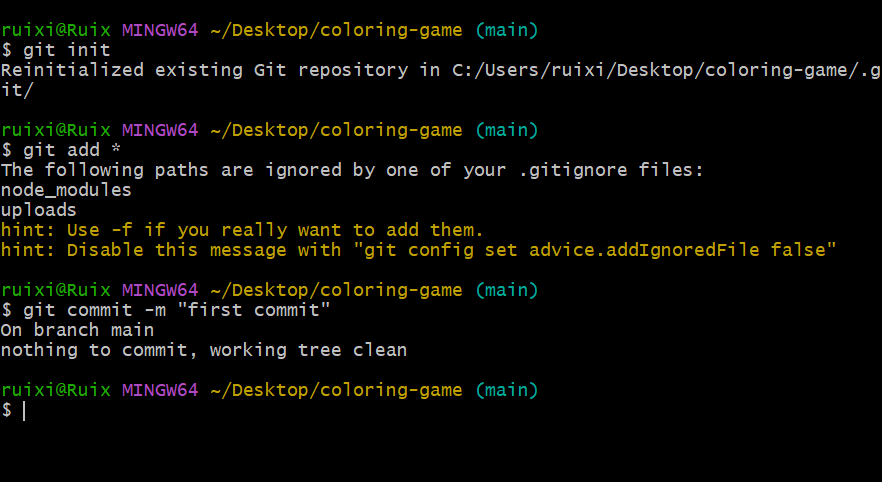 ruixi@Ruix MINGW64 ~/Desktop/coloring-game (main)
$ git init
Reinitialized existing Git repository in C:/Users/ruixi/Desktop/coloring-game/.g
it/
ruixi@Ruix MINGW64 ~/Desktop/coloring-game (main)
$ git add *
The following paths are ignored by one of your .gitignore files:
node_modules
uploads
hint: Use -f if you really want to add them.
hint: Disable this message with "git config set advice.addIgnoredFile false"
ruixi@Ruix MINGW64 ~/Desktop/coloring-game (main)
$ git commit -m "first commit"
On branch main
nothing to commit, working tree clean
ruixi@Ruix MINGW64 ~/Desktop/coloring-game (main)
$